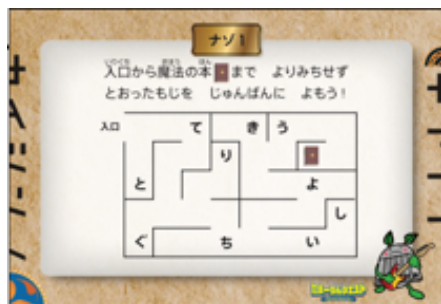 ナゾ1
入口から魔法の本まで よりみちせず
とおったもじを じゅんばんに よもう!
入口
て き う
り
と よ
し
ぐ ち い